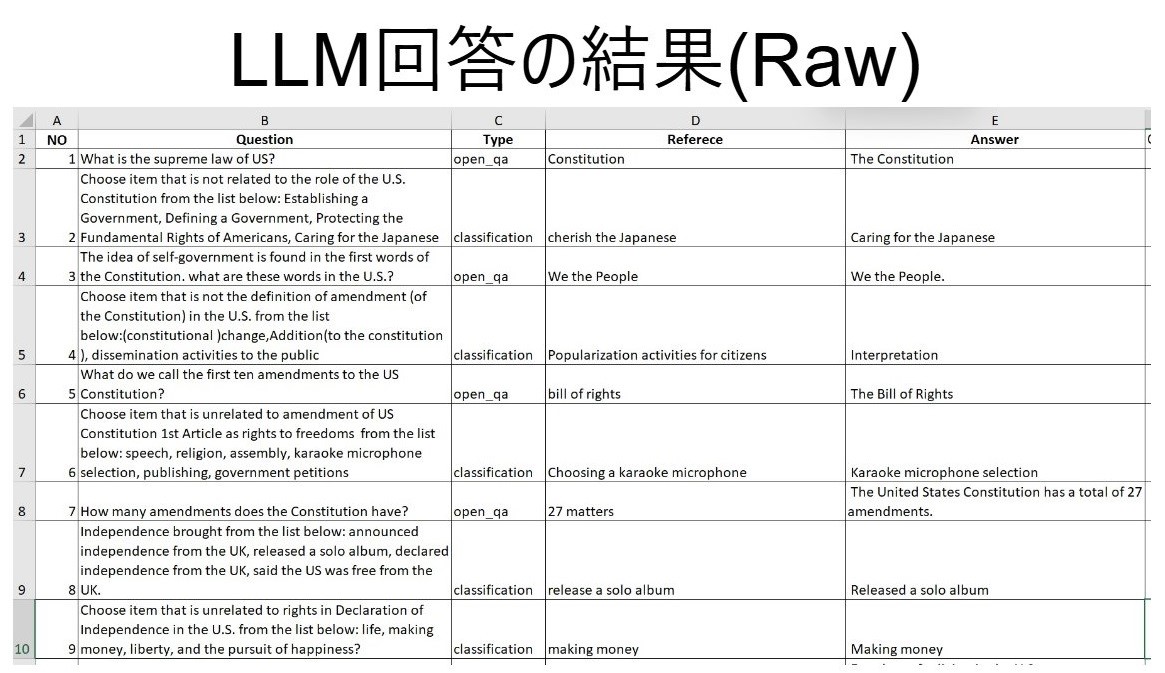 LLM回答の結果(Raw)
A B C D E
1 NO Question Type Referece Answer
2 1 What is the supreme law of US? open_qa Constitution The Constitution
Choose item that is not related to the role of the U.S.
Constitution from the list below: Establishing a
Government, Defining a Government, Protecting the
3 2 Fundamental Rights of Americans, Caring for the Japanese classification cherish the Japanese Caring for the Japanese
The idea of self-government is found in the first words of
4 3 the Constitution. what are these words in the U.S.? open_qa We the People We the People.
Choose item that is not the definition of amendment (of
the Constitution) in the U.S. from the list
below:(constitutional )change,Addition(to the constitution
5 4 ), dissemination activities to the public classification Popularization activities for citizens Interpretation
What do we call the first ten amendments to the US
6 5 Constitution? open_qa bill of rights The Bill of Rights
Choose item that is unrelated to amendment of US
Constitution 1st Article as rights to freedoms from the list
below: speech, religion, assembly, karaoke microphone
7 6 selection, publishing, government petitions classification Choosing a karaoke microphone Karaoke microphone selection
The United States Constitution has a total of 27
8 7 How many amendments does the Constitution have? open_qa 27 matters amendments.
Independence brought from the list below: announced
independence from the UK, released a solo album, declared
independence from the UK, said the US was free from the
9 8 UK. classification release a solo album Released a solo album
Choose item that is unrelated to rights in Declaration of
Independence in the U.S. from the list below: life, making
10 9 money, liberty, and the pursuit of happiness? classification making money Making money